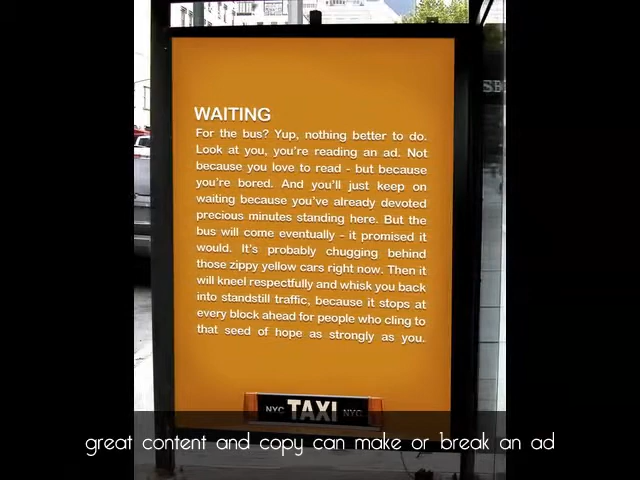 WAITING
For the bus? Yup, nothing better to do.
Look at you, you're reading an ad. Not
because you love to read - but because
you're bored. And you'll just keep on
waiting because you've already devoted
precious minutes standing here. But the
bus will come eventually - it promised it
would. It's probably chugging behind
those zippy yellow cars right now. Then it
will kneel respectfully and whisk you back
into standstill traffic, because it stops at
every block ahead for people who cling to
that seed of hope as strongly as you.
NYC TAXI NYC
great content and copy can make or break an ad